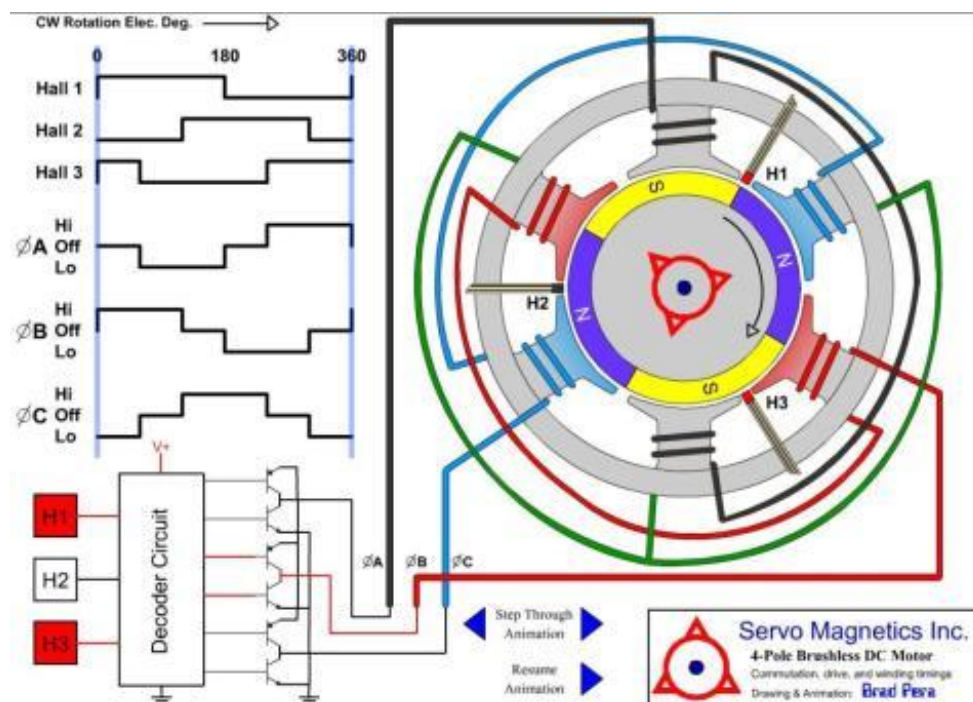 CW Rotation Elec. Deg.
0 180 360
Hall 1
Hall 2
Hall 3
Hi
ØA Off
Lo
Hi
ØB Off
Lo
Hi
ØC Off
Lo
V+
H1
H2
H3
Decoder Circuit
ØA ØB ØC
S
N
N
S
H1
H2
H3
Step Through
Animation
Resume
Animation
Servo Magnetics Inc.
4-Pole Brushless DC Motor
Commutation, drive, and winding timings
Drawing & Animation: Brad Pera